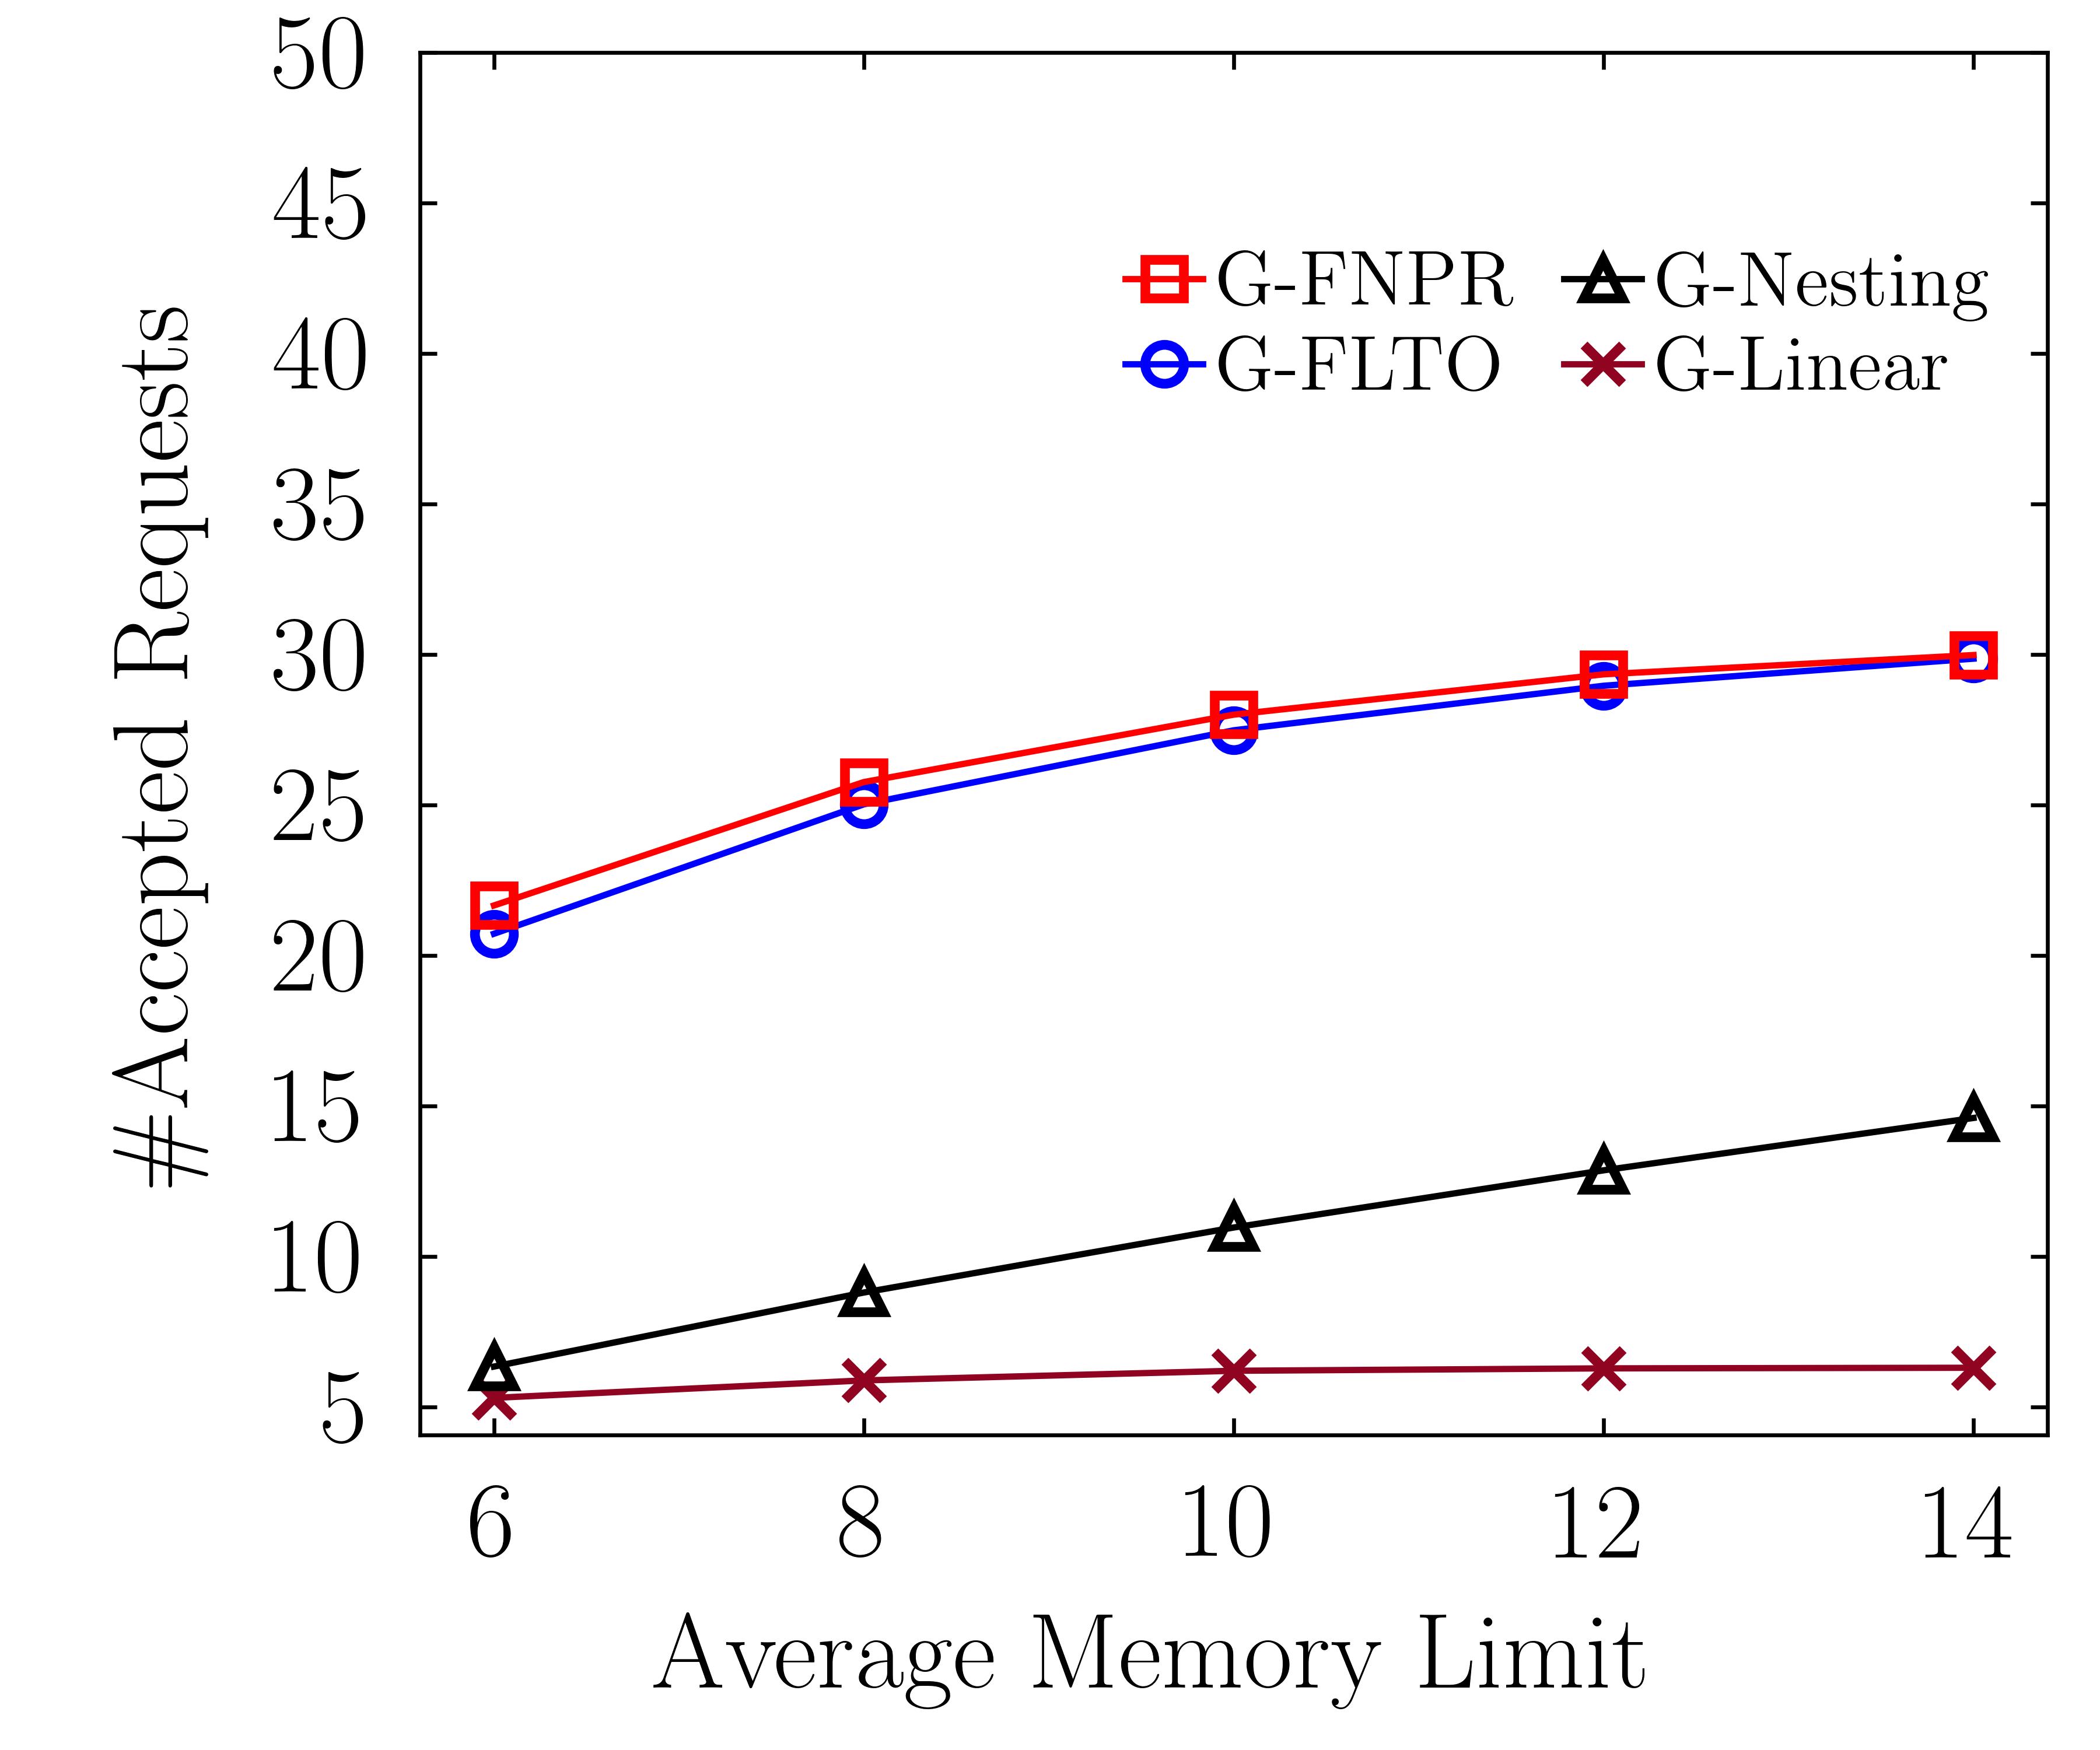 50
45
40
35
30
25
20
15
10
5
#Accepted Requests
G-FNPR
G-Nesting
G-FLTO
G-Linear
6 8 10 12 14
Average Memory Limit